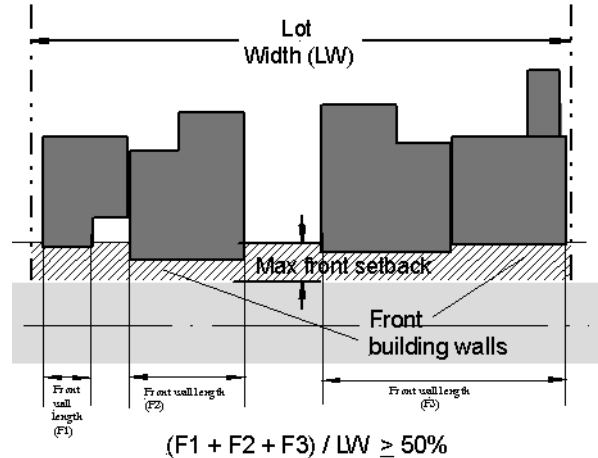 Lot
Width (LW)
Max front setback
Front
building walls
Front
wall
length
(F1)
Front wall length
(F2)
Front wall length
(F3)
(F1 + F2 + F3) / LW ≥ 50%